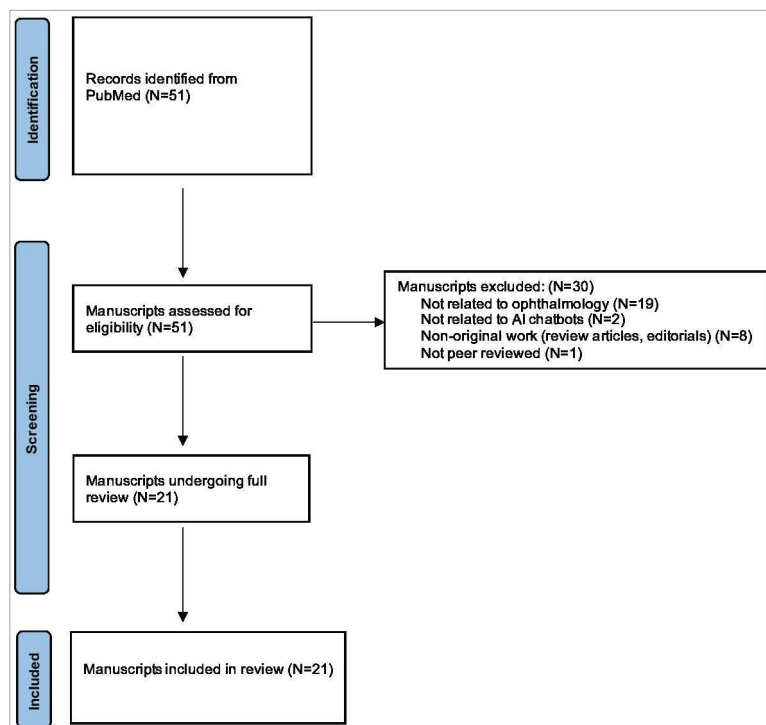 Identification
Records identified from
PubMed (N=51)
Screening
Manuscripts assessed for
eligibility (N=51)
Manuscripts excluded: (N=30)
Not related to ophthalmology (N=19)
Not related to AI chatbots (N=2)
Non-original work (review articles, editorials) (N=8)
Not peer reviewed (N=1)
Manuscripts undergoing full
review (N=21)
Included
Manuscripts included in review (N=21)